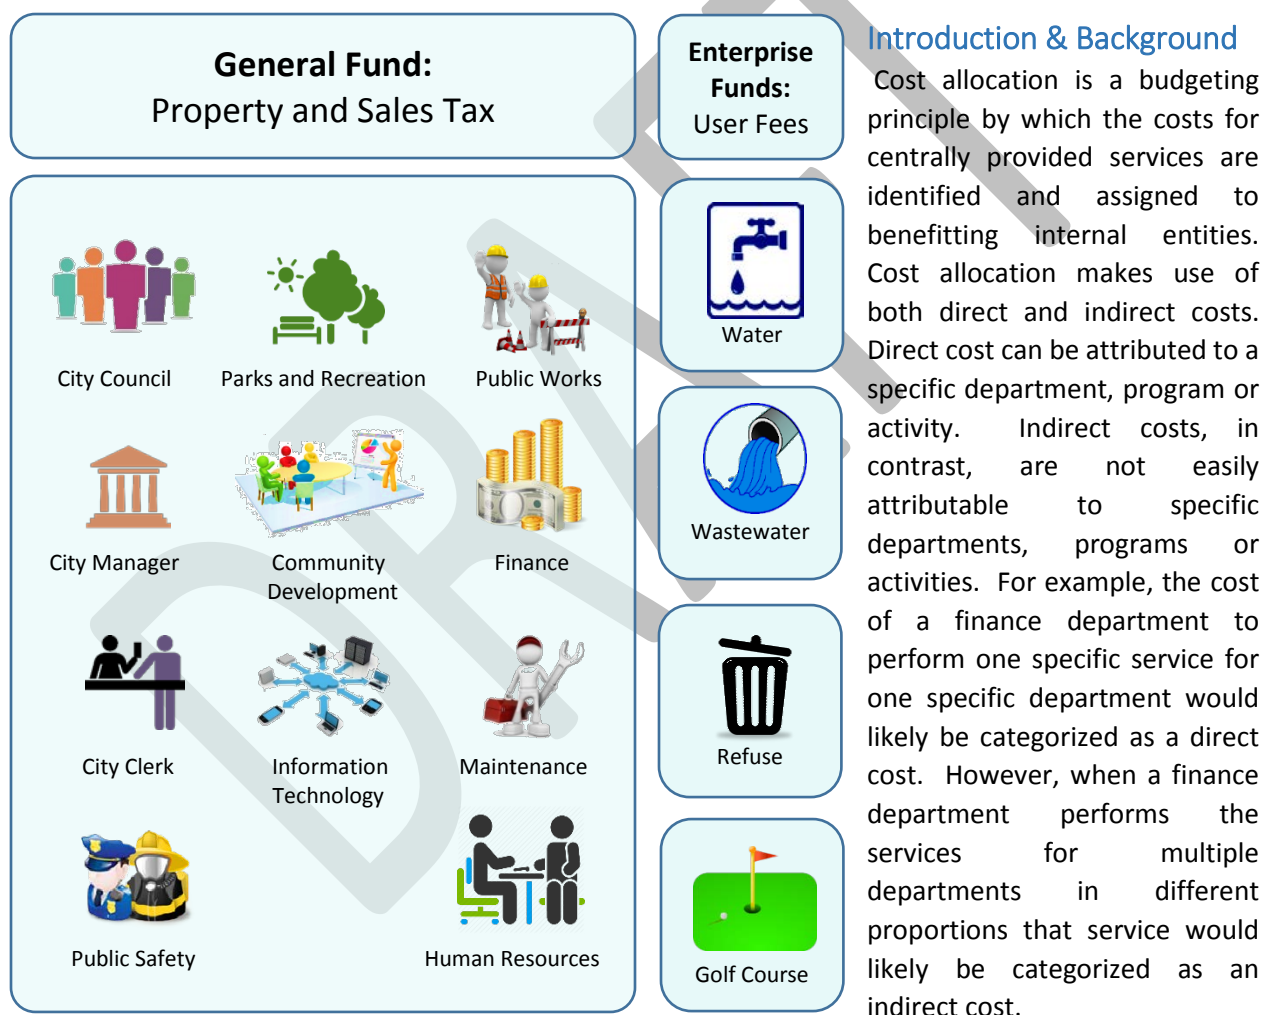 General Fund:
Property and Sales Tax
Enterprise
Funds:
User Fees
City Council
Parks and Recreation
Public Works
City Manager
Community
Development
Finance
City Clerk
Information
Technology
Maintenance
Public Safety
Human Resources
Water
Wastewater
Refuse
Golf Course
Introduction & Background
Cost allocation is a budgeting
principle by which the costs for
centrally provided services are
identified and assigned to
benefitting internal entities.
Cost allocation makes use of
both direct and indirect costs.
Direct cost can be attributed to a
specific department, program or
activity. Indirect costs, in
contrast, are not easily
attributable to specific
departments, programs or
activities. For example, the cost
of a finance department to
perform one specific service for
one specific department would
likely be categorized as a direct
cost. However, when a finance
department performs the
services for multiple
departments in different
proportions that service would
likely be categorized as an
indirect cost.
DRAFT